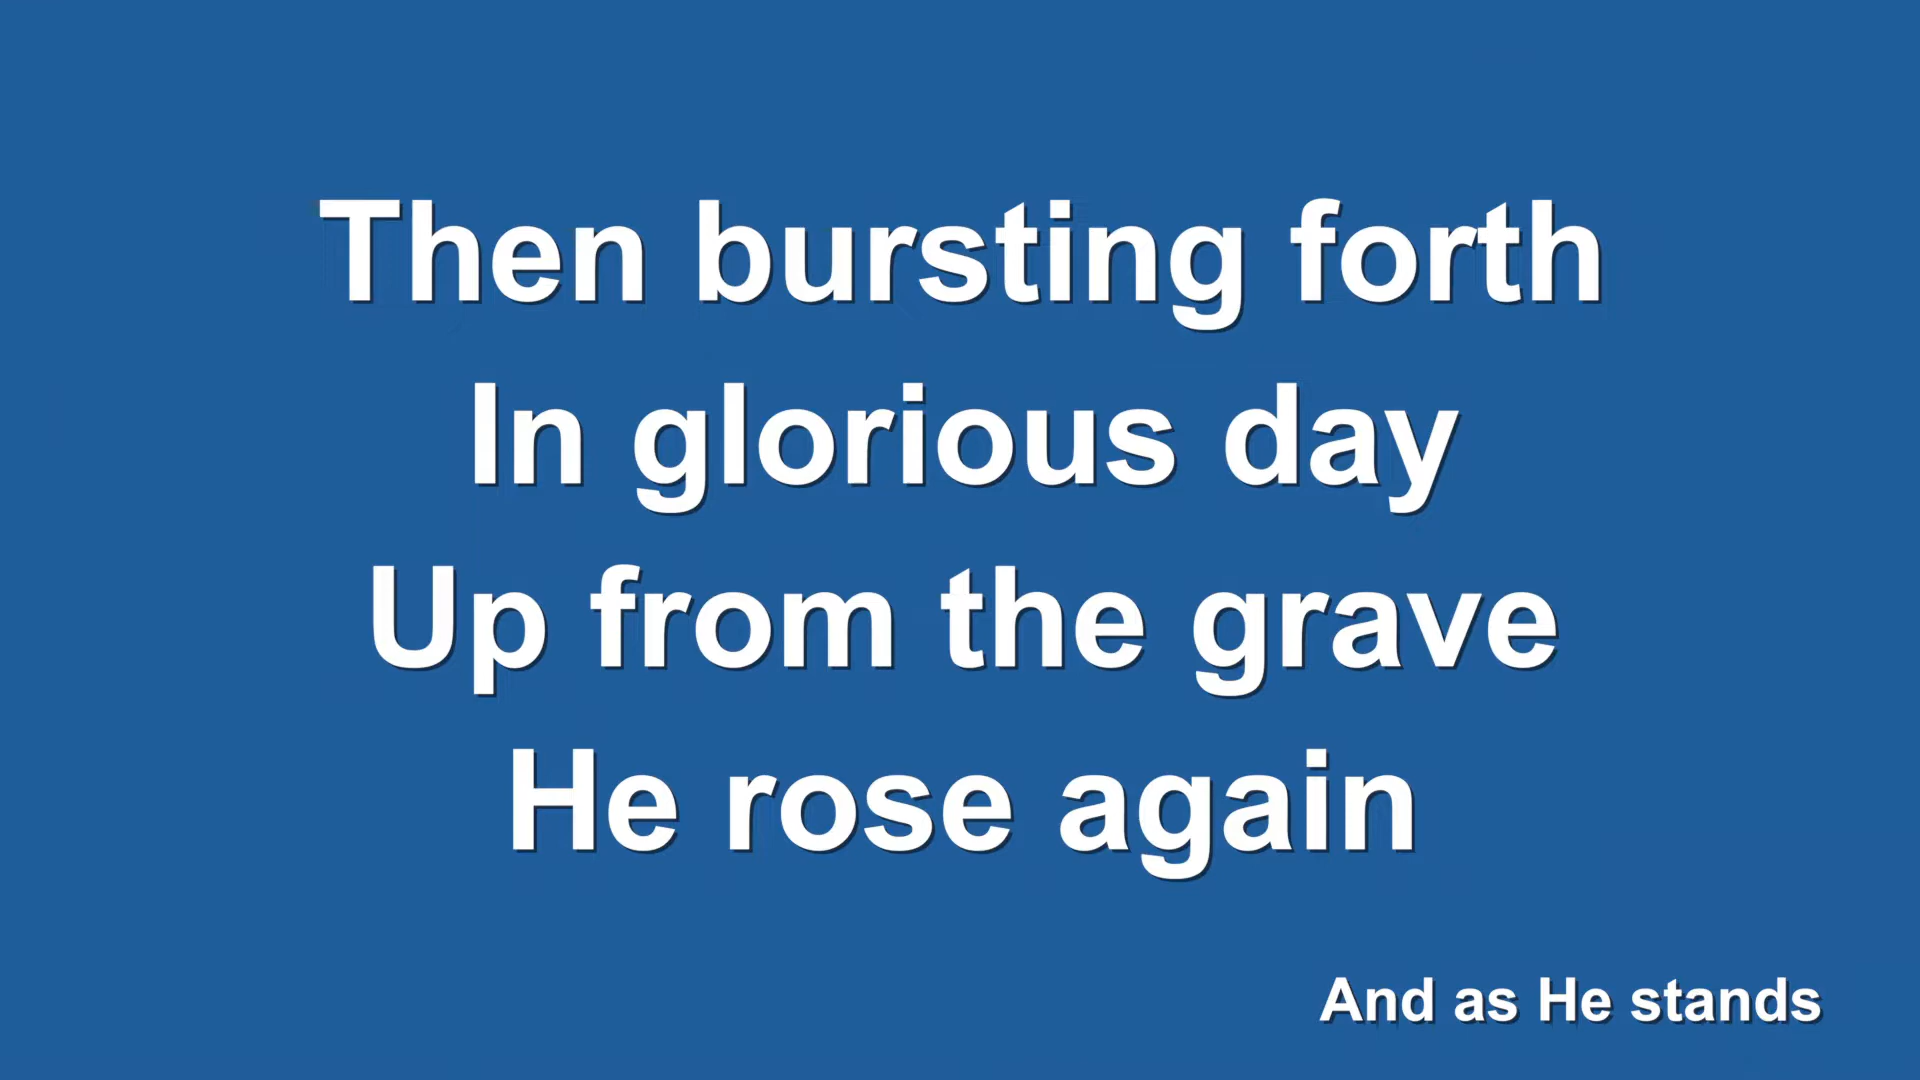 Then bursting forth
In glorious day
Up from the grave
He rose again
And as He stands